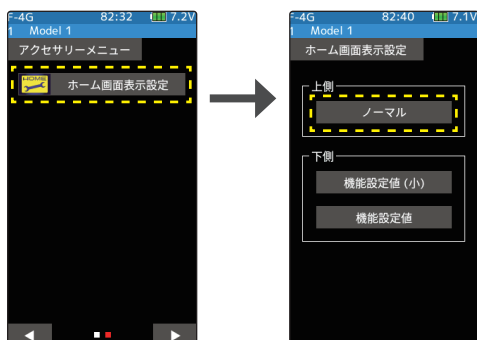 F-4G 82:32 7.2V
1 Model 1
アクセサリーメニュー
HOME ホーム画面表示設定
F-4G 82:40 7.1V
1 Model 1
ホーム画面表示設定
上側
ノーマル
下側
機能設定値 (小)
機能設定値